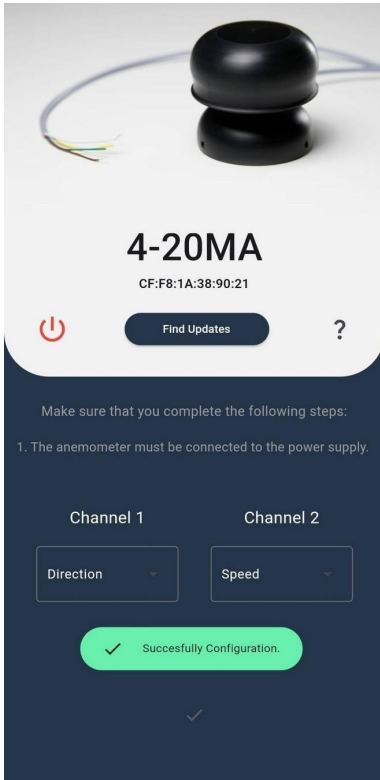 4-20MA
CF:F8:1A:38:90:21
Find Updates
?
Make sure that you complete the following steps:
1. The anemometer must be connected to the power supply.
Channel 1
Channel 2
Direction
Speed
Succesfully Configuration.